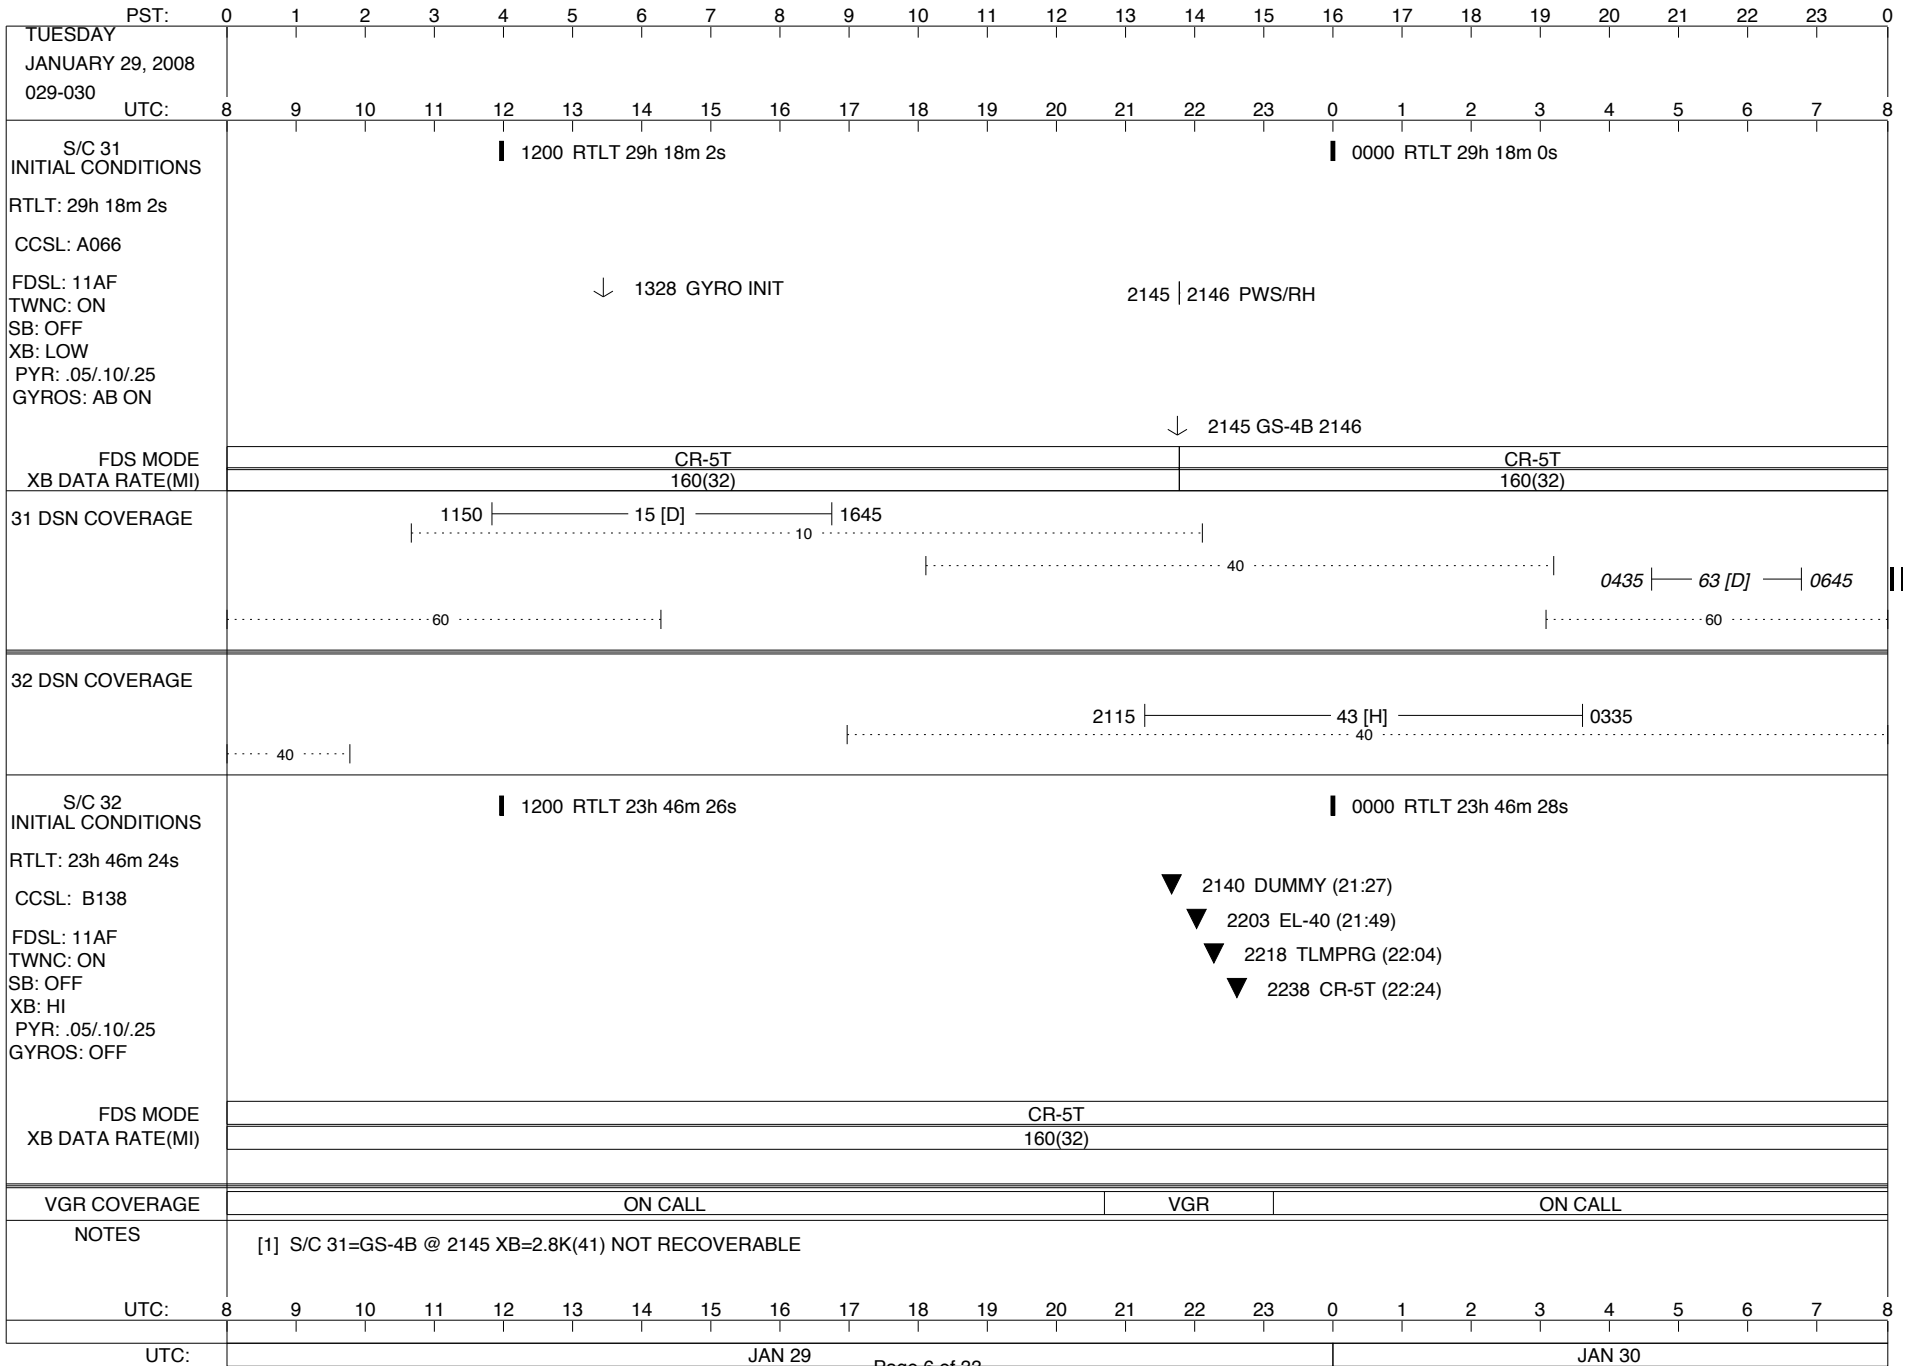 PST: 0 1 2 3 4 5 6 7 8 9 10 11 12 13 14 15 16 17 18 19 20 21 22 23 0
TUESDAY
JANUARY 29, 2008
029-030
UTC: 8 9 10 11 12 13 14 15 16 17 18 19 20 21 22 23 0 1 2 3 4 5 6 7 8
S/C 31
INITIAL CONDITIONS
1200 RTLT 29h 18m 2s
0000 RTLT 29h 18m 0s
RTLT: 29h 18m 2s
CCSL: A066
FDSL: 11AF
1328 GYRO INIT
2145 2146 PWS/RH
TWNC: ON
SB: OFF
XB: LOW
PYR: .05/.10/.25
GYROS: AB ON
2145 GS-4B 2146
FDS MODE CR-5T CR-5T
XB DATA RATE(MI) 160(32) 160(32)
31 DSN COVERAGE
1150 15 [D] 1645
10
40
0435 63 [D] 0645
60 60
32 DSN COVERAGE
2115 43 [H] 0335
40
40
S/C 32
INITIAL CONDITIONS
1200 RTLT 23h 46m 26s
0000 RTLT 23h 46m 28s
RTLT: 23h 46m 24s
CCSL: B138
2140 DUMMY (21:27)
2203 EL-40 (21:49)
FDSL: 11AF
2218 TLMPRG (22:04)
TWNC: ON
SB: OFF
2238 CR-5T (22:24)
XB: HI
PYR: .05/.10/.25
GYROS: OFF
FDS MODE CR-5T
XB DATA RATE(MI) 160(32)
VGR COVERAGE ON CALL VGR ON CALL
NOTES
[1] S/C 31=GS-4B @ 2145 XB=2.8K(41) NOT RECOVERABLE
UTC: 8 9 10 11 12 13 14 15 16 17 18 19 20 21 22 23 0 1 2 3 4 5 6 7 8
UTC: JAN 29 JAN 30
Page 6 of 22